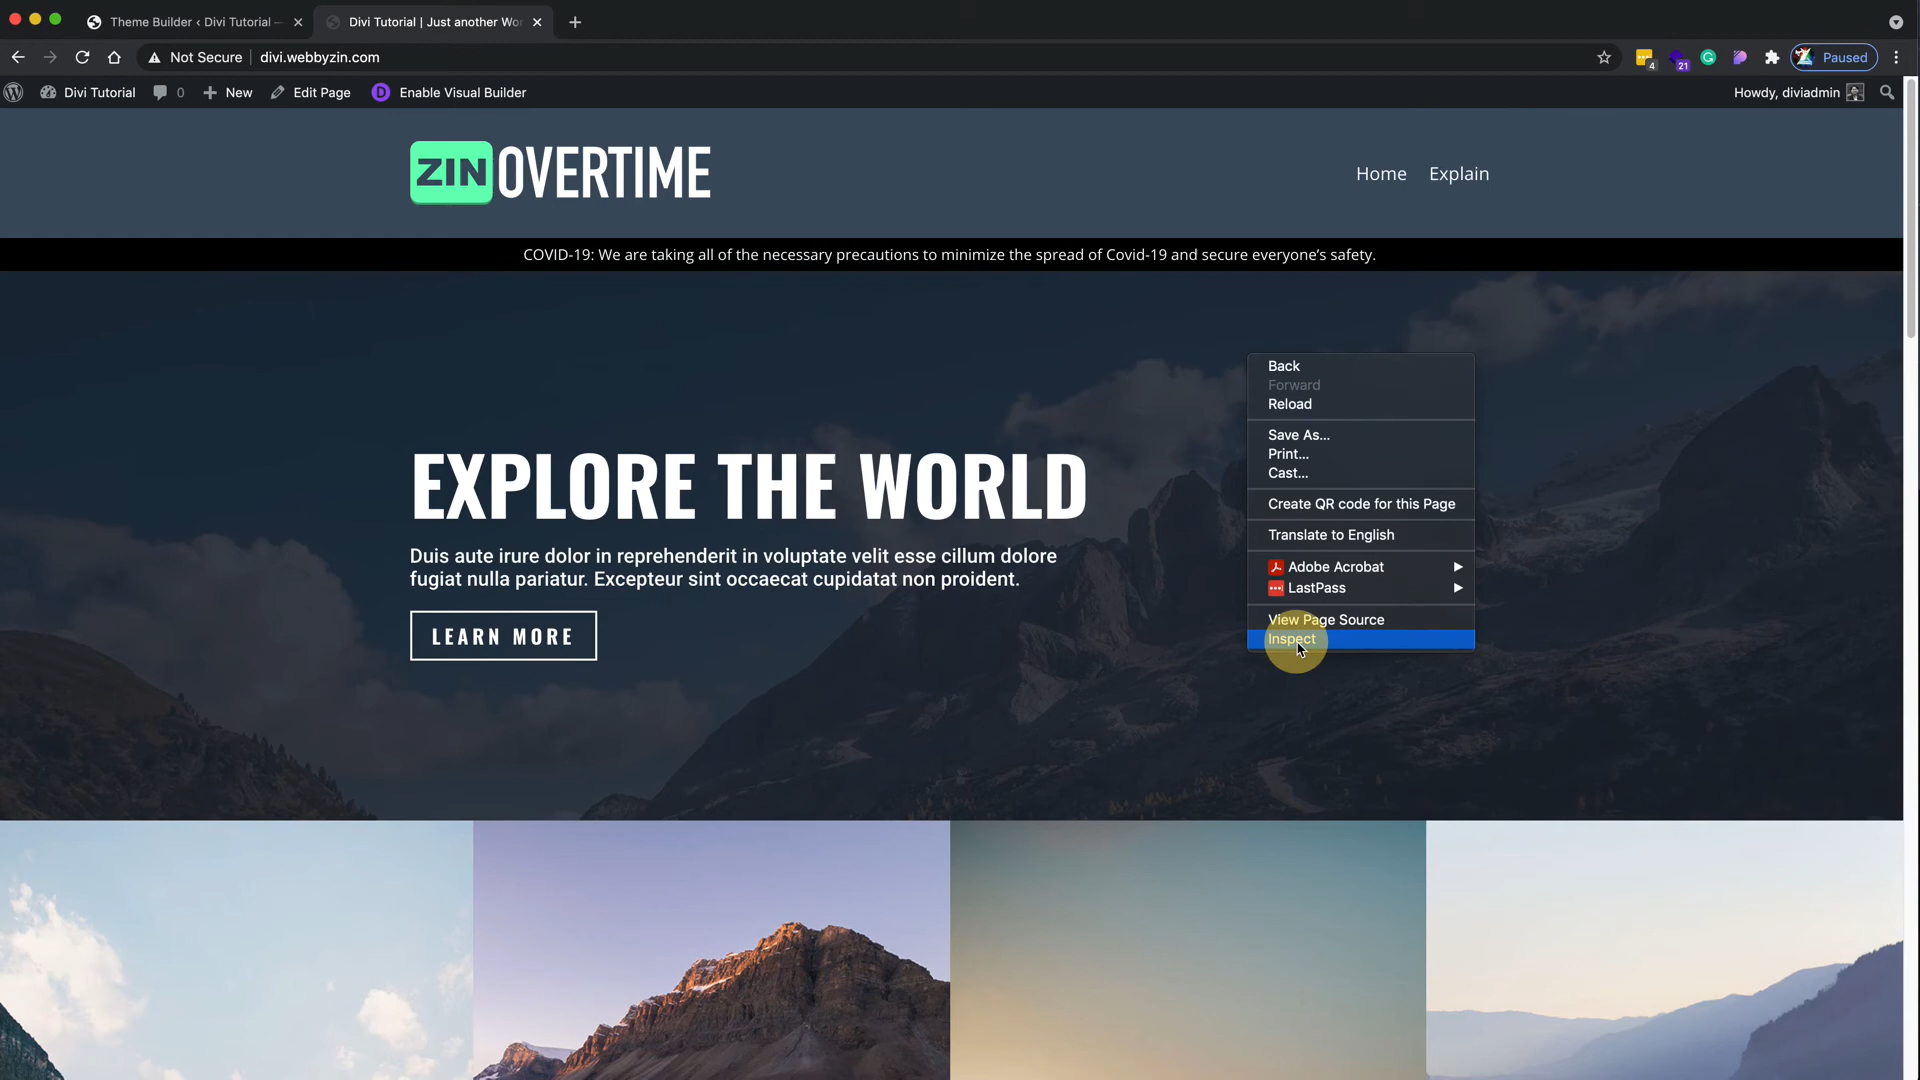 Theme Builder ‹ Divi Tutorial —
Divi Tutorial | Just another Wor
Not Secure
divi.webbyzin.com
4
21
Paused
Divi Tutorial
0
New
Edit Page
D
Enable Visual Builder
Howdy, diviadmin
ZIN OVERTIME
Home
Explain
COVID-19: We are taking all of the necessary precautions to minimize the spread of Covid-19 and secure everyone’s safety.
EXPLORE THE WORLD
Duis aute irure dolor in reprehenderit in voluptate velit esse cillum dolore
fugiat nulla pariatur. Excepteur sint occaecat cupidatat non proident.
LEARN MORE
Back
Forward
Reload
Save As...
Print...
Cast...
Create QR code for this Page
Translate to English
Adobe Acrobat
LastPass
View Page Source
Inspect